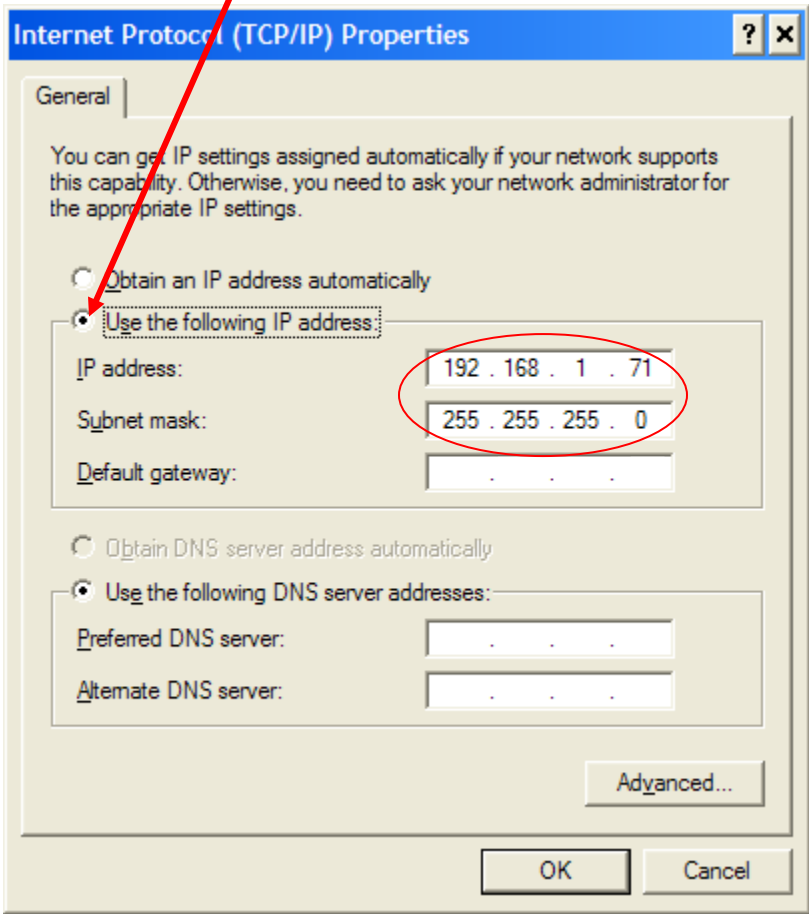 Internet Protocol (TCP/IP) Properties
General
You can get IP settings assigned automatically if your network supports
this capability. Otherwise, you need to ask your network administrator for
the appropriate IP settings.
Obtain an IP address automatically
Use the following IP address:
IP address: 192 . 168 . 1 . 71
Subnet mask: 255 . 255 . 255 . 0
Default gateway: . . .
Obtain DNS server address automatically
Use the following DNS server addresses:
Preferred DNS server: . . .
Alternate DNS server: . . .
Advanced...
OK Cancel